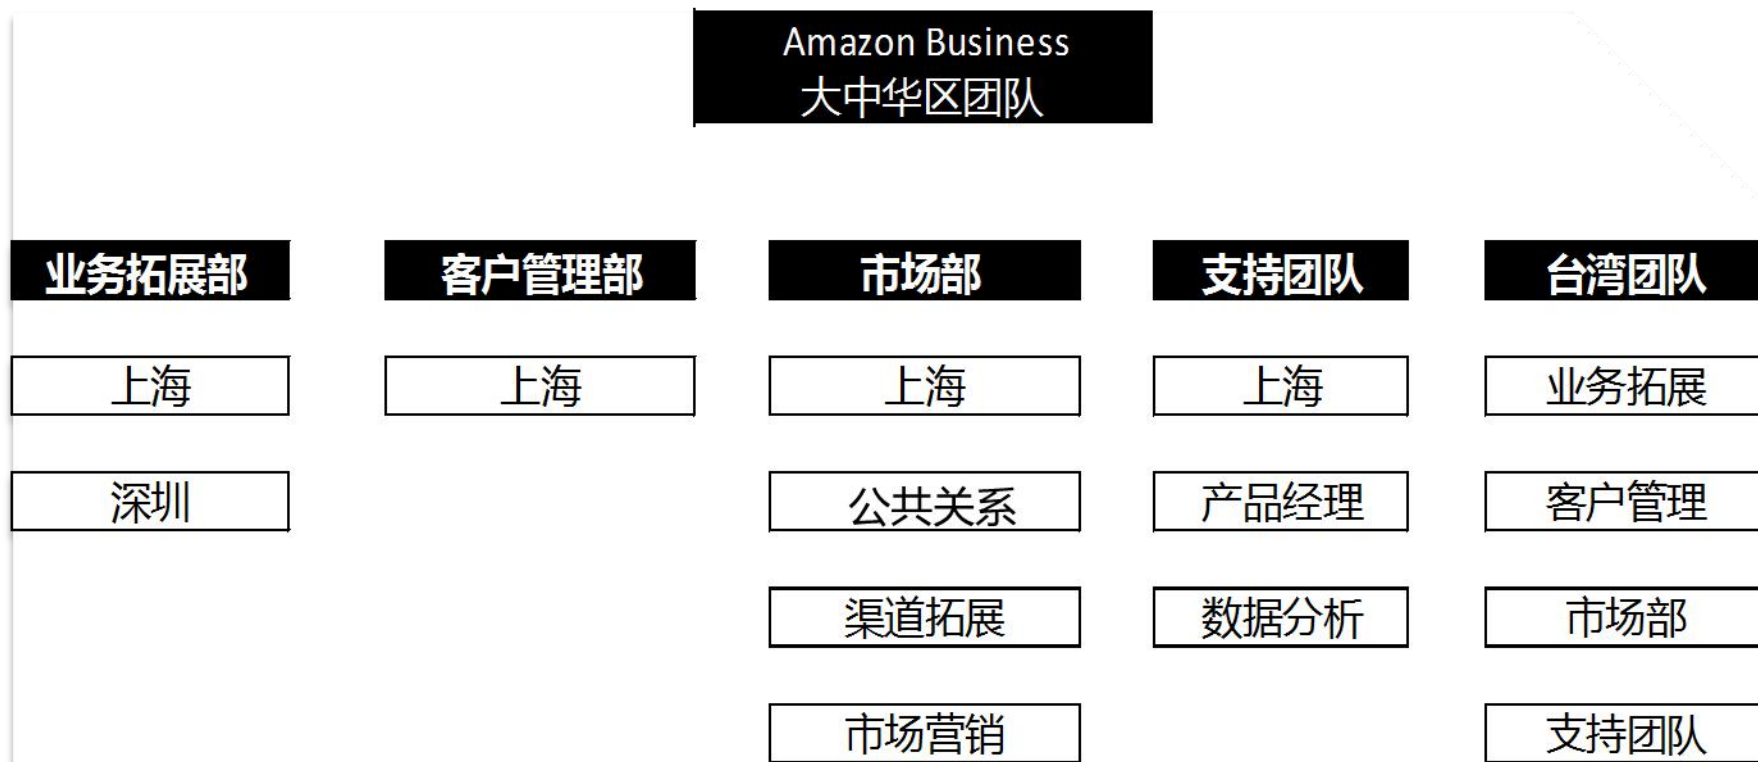 Amazon Business
大中华区团队
业务拓展部
客户管理部
市场部
支持团队
台湾团队
上海
上海
上海
上海
业务拓展
深圳
公共关系
产品经理
客户管理
渠道拓展
数据分析
市场部
市场营销
支持团队